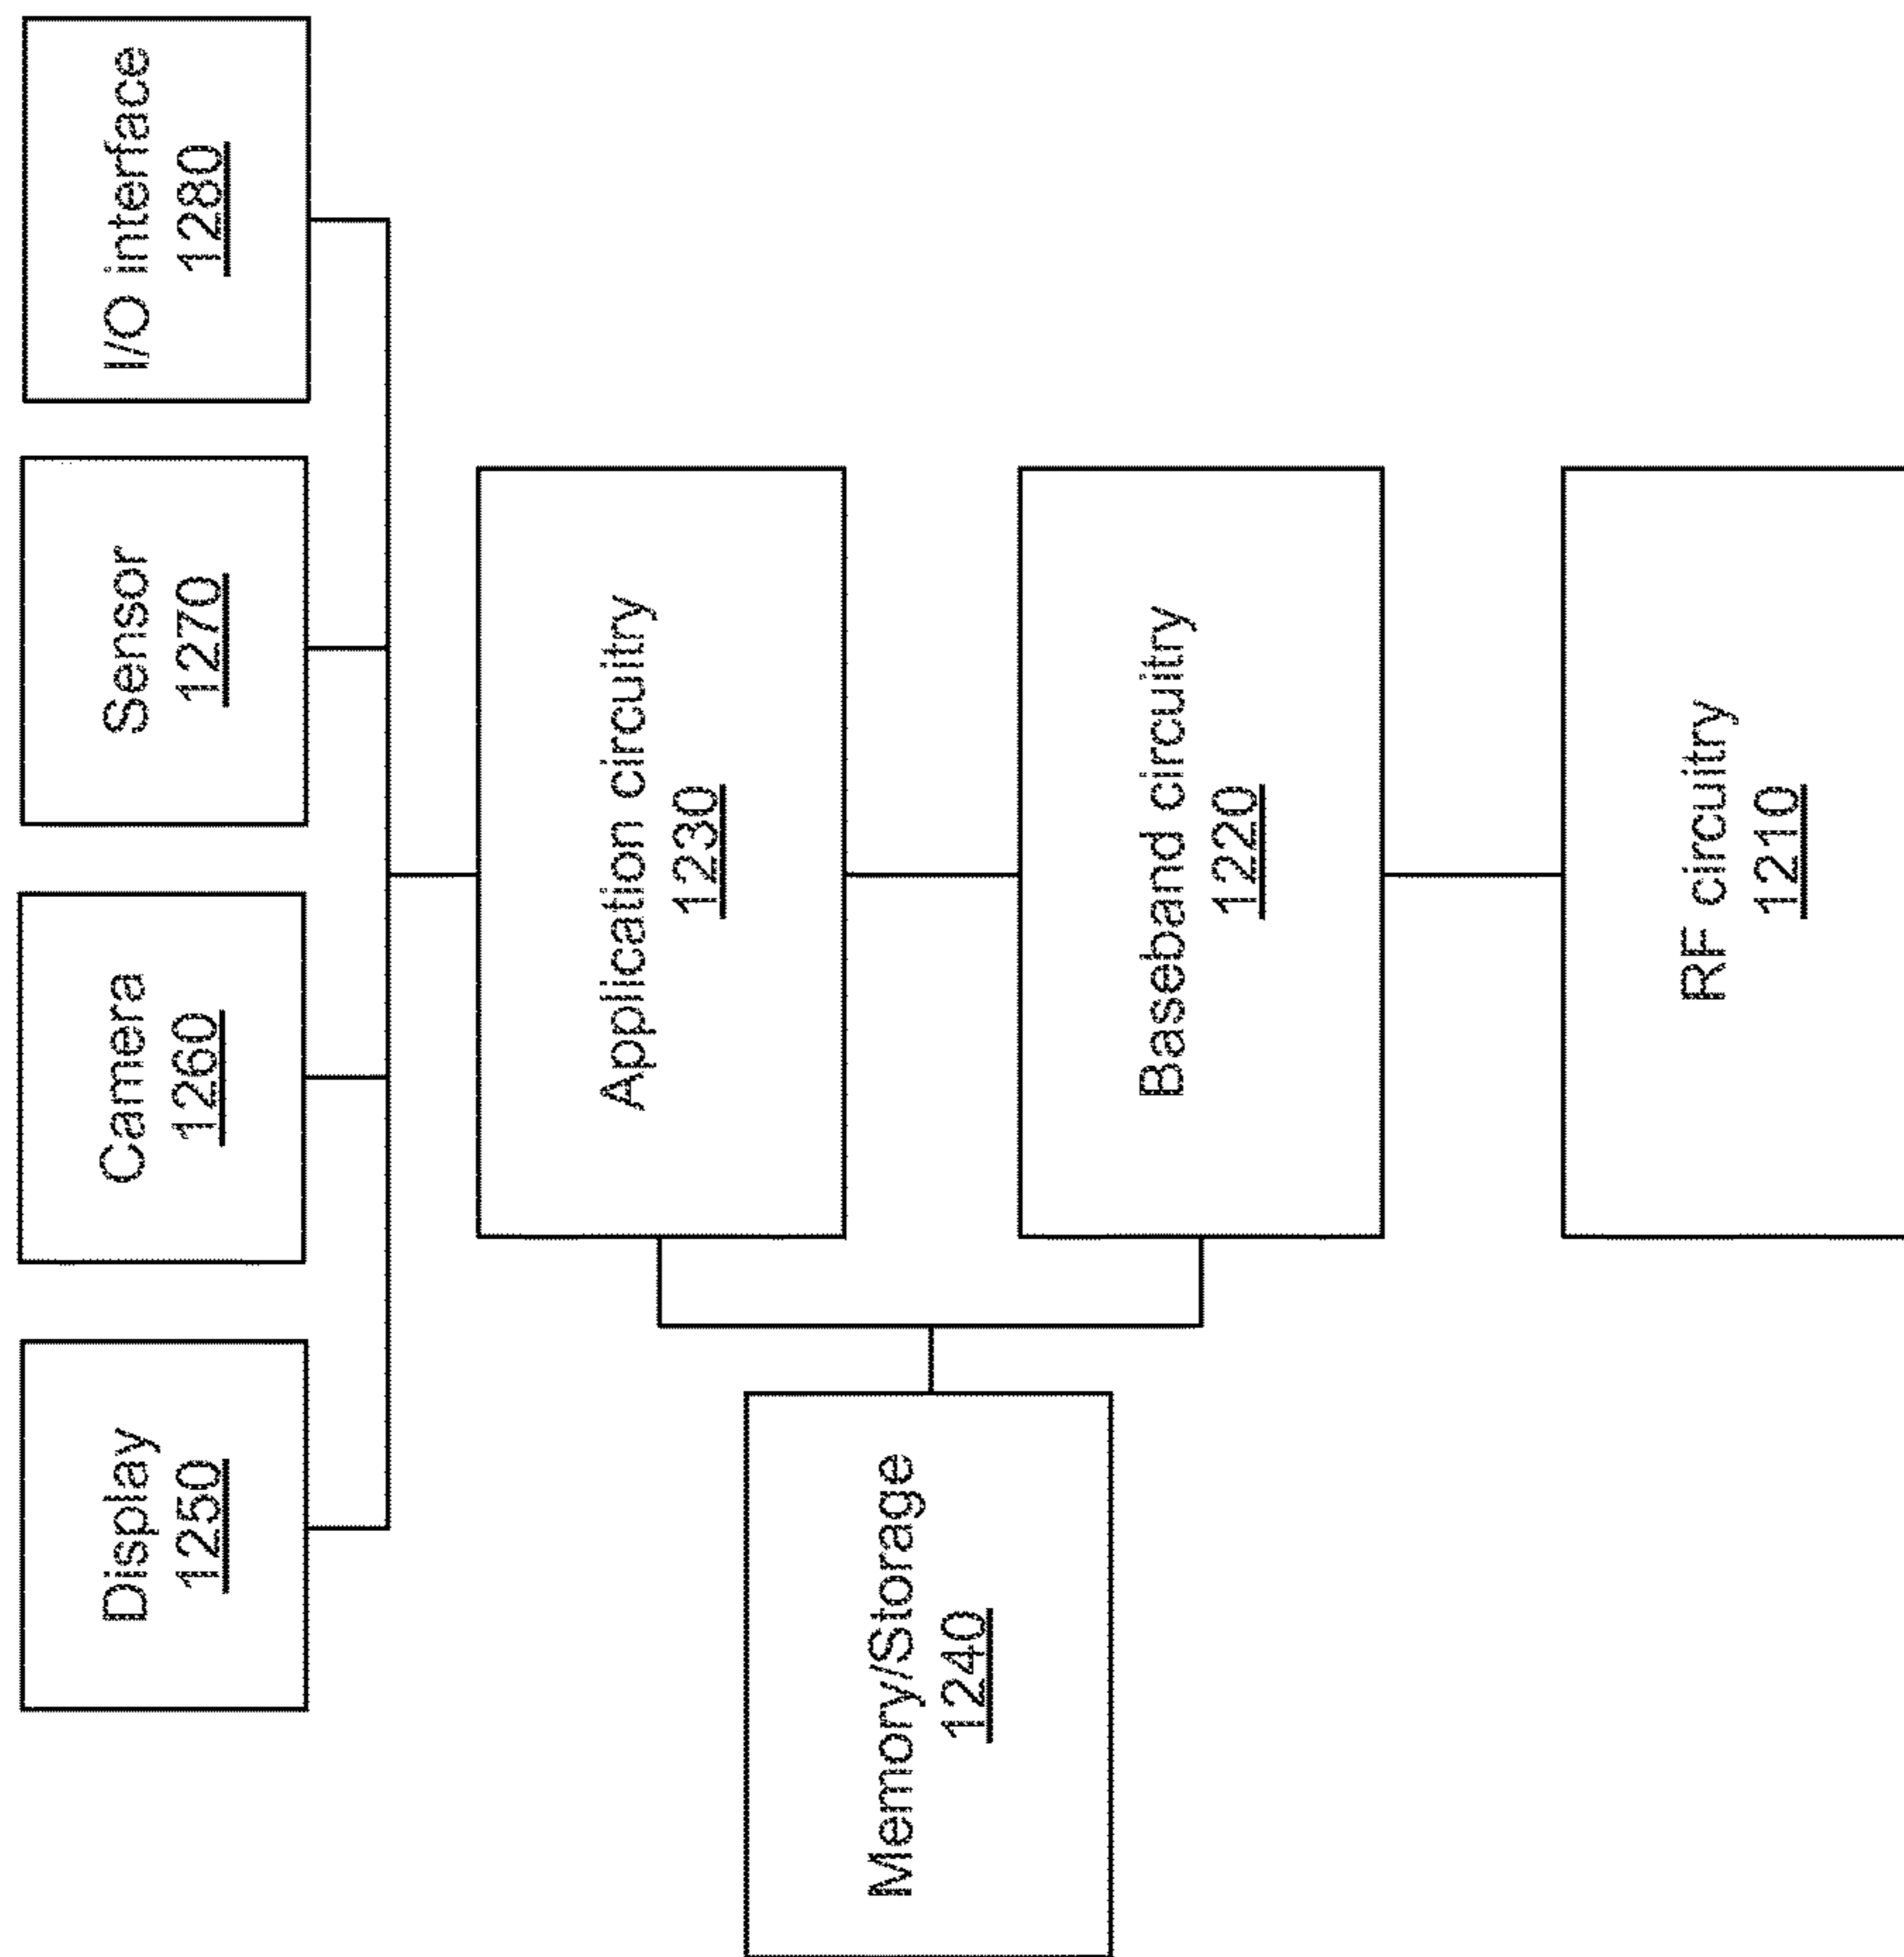 Display
1250
Camera
1260
Sensor
1270
I/O interface
1280
Application circuitry
1230
Memory/Storage
1240
Baseband circuitry
1220
RF circuitry
1210